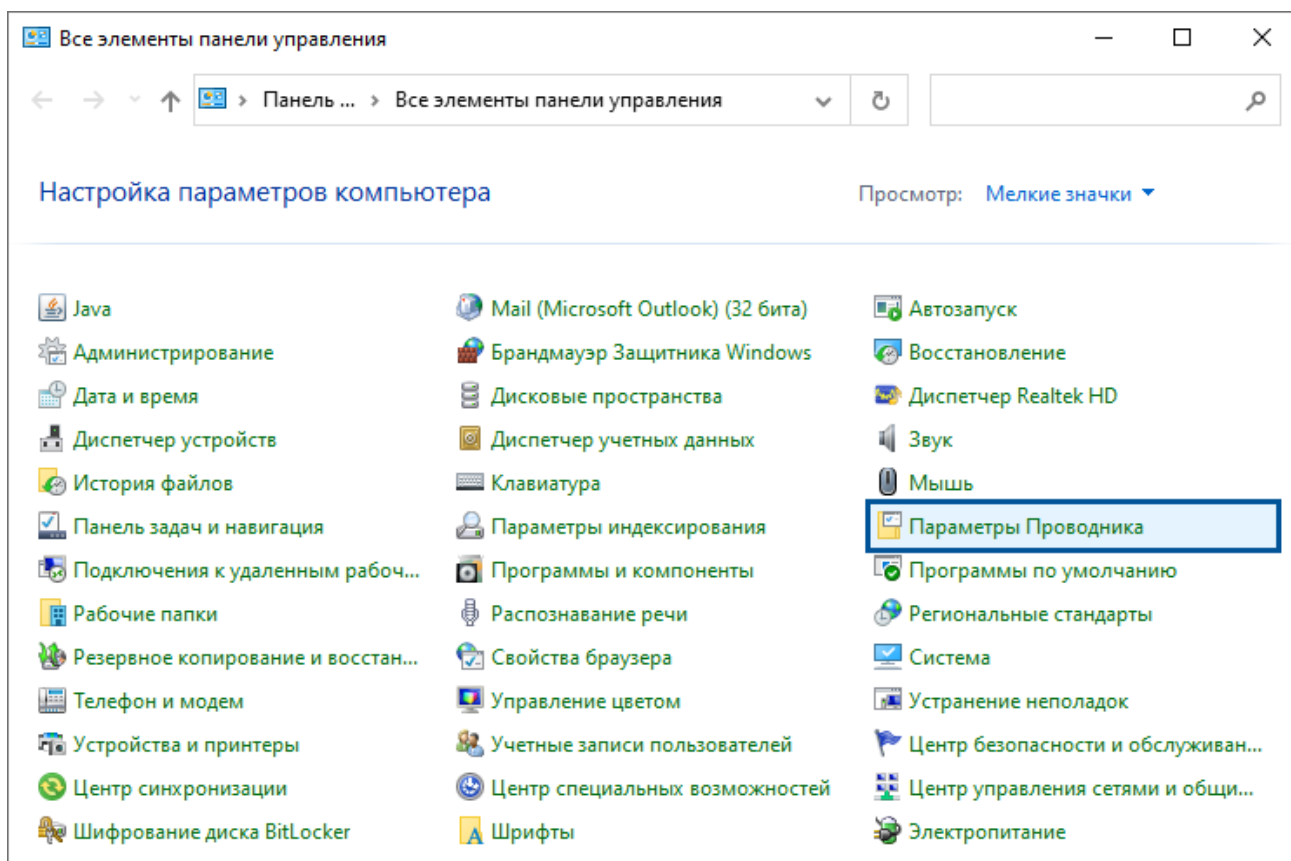 Все элементы панели управления
Панель ... > Все элементы панели управления
Настройка параметров компьютера
Просмотр: Мелкие значки
Java
Mail (Microsoft Outlook) (32 бита)
Автозапуск
Администрирование
Брандмауэр Защитника Windows
Восстановление
Дата и время
Дисковые пространства
Диспетчер Realtek HD
Диспетчер устройств
Диспетчер учетных данных
Звук
История файлов
Клавиатура
Мышь
Панель задач и навигация
Параметры индексирования
Параметры Проводника
Подключения к удаленным рабоч...
Программы и компоненты
Программы по умолчанию
Рабочие папки
Распознавание речи
Региональные стандарты
Резервное копирование и восстан...
Свойства браузера
Система
Телефон и модем
Управление цветом
Устранение неполадок
Устройства и принтеры
Учетные записи пользователей
Центр безопасности и обслуживан...
Центр синхронизации
Центр специальных возможностей
Центр управления сетями и общи...
Шифрование диска BitLocker
Шрифты
Электропитание